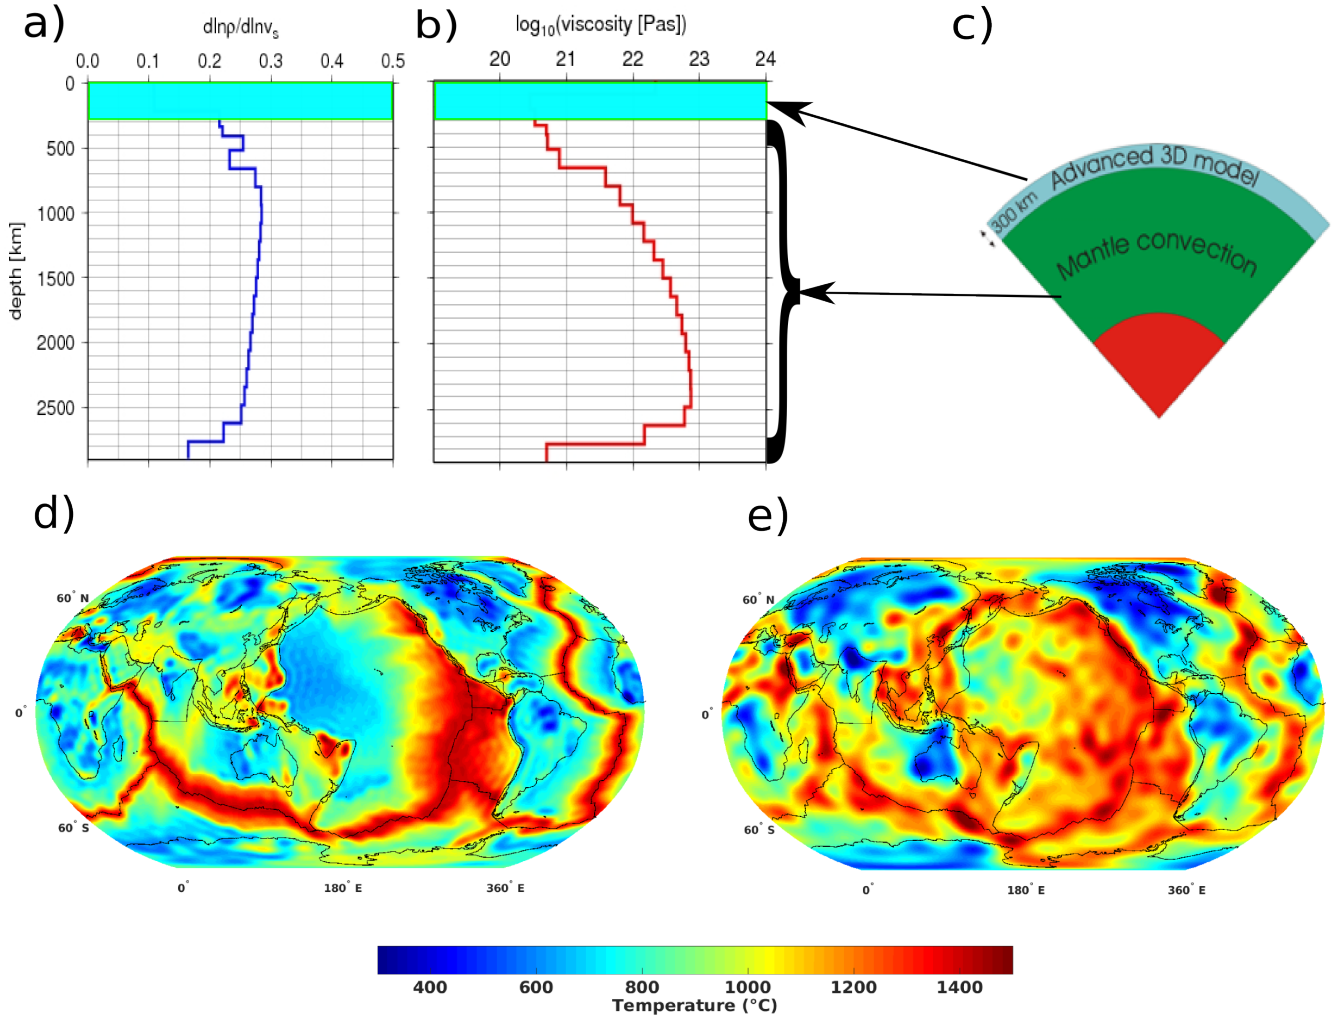 a)
dlnρ/dlnvs
0.0 0.1 0.2 0.3 0.4 0.5
0
500
1000
1500
2000
2500
depth [km]
b)
log10(viscosity [Pas])
20 21 22 23 24
c)
Advanced 3D model
300 km
Mantle convection
d)
60° N
0°
60° S
0° 180° E 360° E
e)
60° N
0°
60° S
0° 180° E 360° E
400 600 800 1000 1200 1400
Temperature (°C)